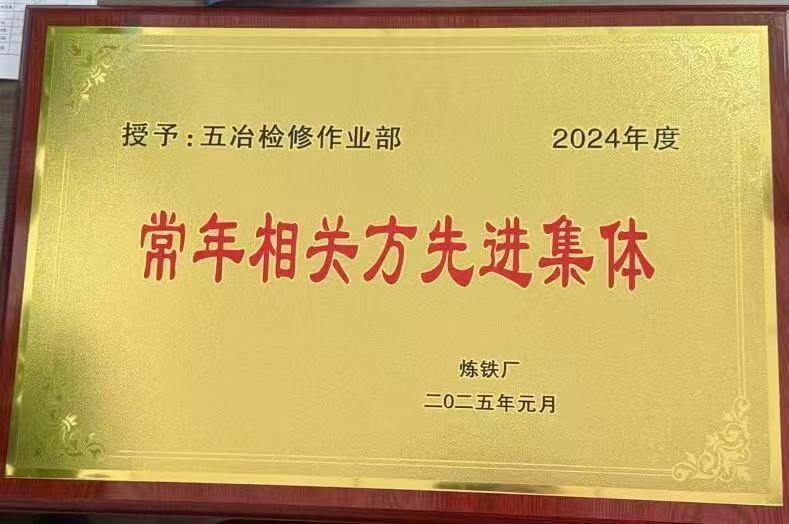 授予：五冶检修作业部 2024年度
常年相关方先进集体
炼铁厂
二〇二五年元月